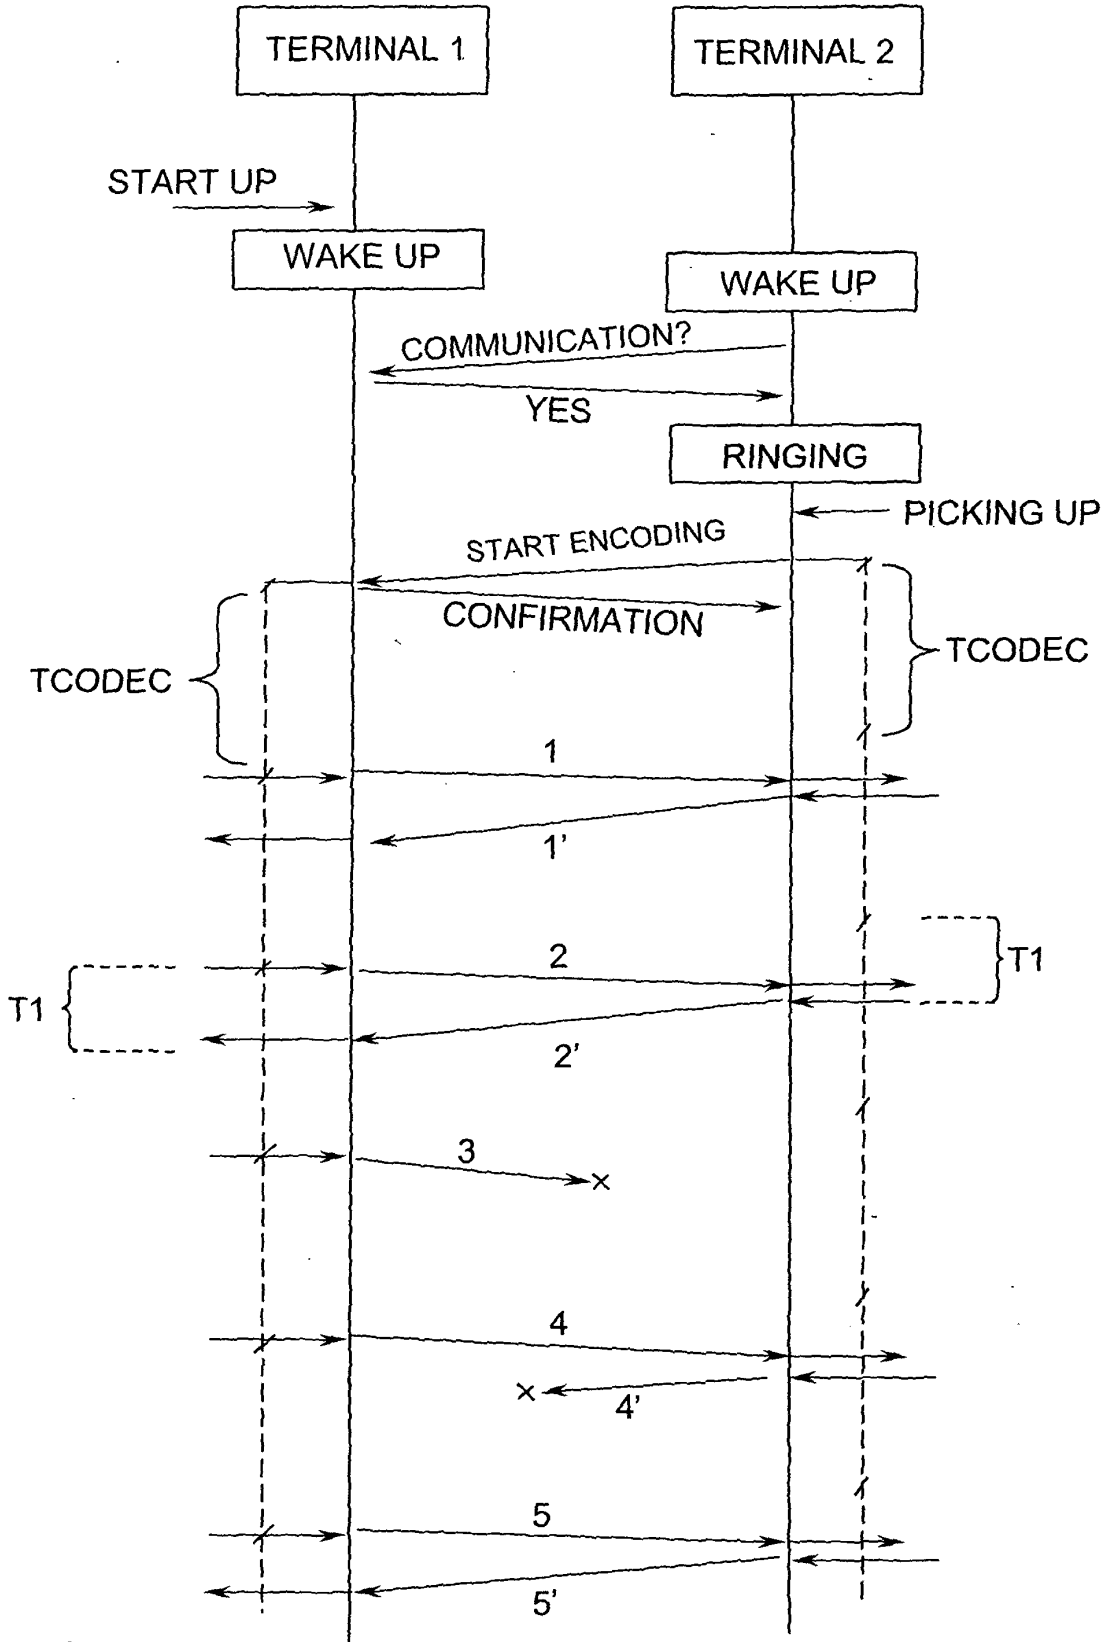 TERMINAL 1
TERMINAL 2
START UP
WAKE UP
WAKE UP
COMMUNICATION?
YES
RINGING
PICKING UP
START ENCODING
CONFIRMATION
TCODEC
TCODEC
1
1'
2
T1
T1
2'
3
4
4'
5
5'